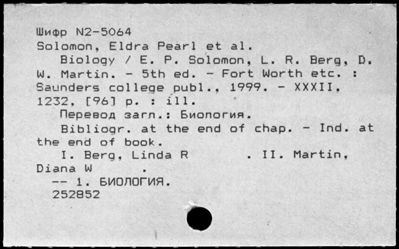 Шифр N2-5064
Solomon, Eldra Pearl et al.
Biology / E. P. Solomon, L. R. Berg, D.
W. Martin. - 5th ed. - Fort Worth etc. :
Saunders college publ., 1999. - XXXII,
1232, [96] p. : ill.
Перевод загл.: Биология.
Bibliogr. at the end of chap. - Ind. at
the end of book.
I. Berg, Linda R . II. Martin,
Diana W .
-- 1. БИОЛОГИЯ.
252852